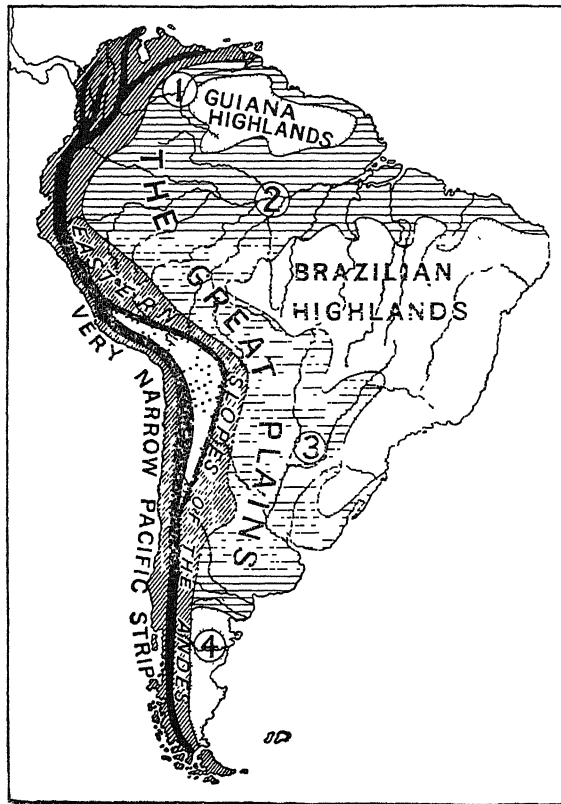 1
GUIANA
HIGHLANDS
2
THE GREAT PLAINS
BRAZILIAN
HIGHLANDS
EASTERN SLOPES OF THE ANDES
VERY NARROW PACIFIC STRIP
3
4